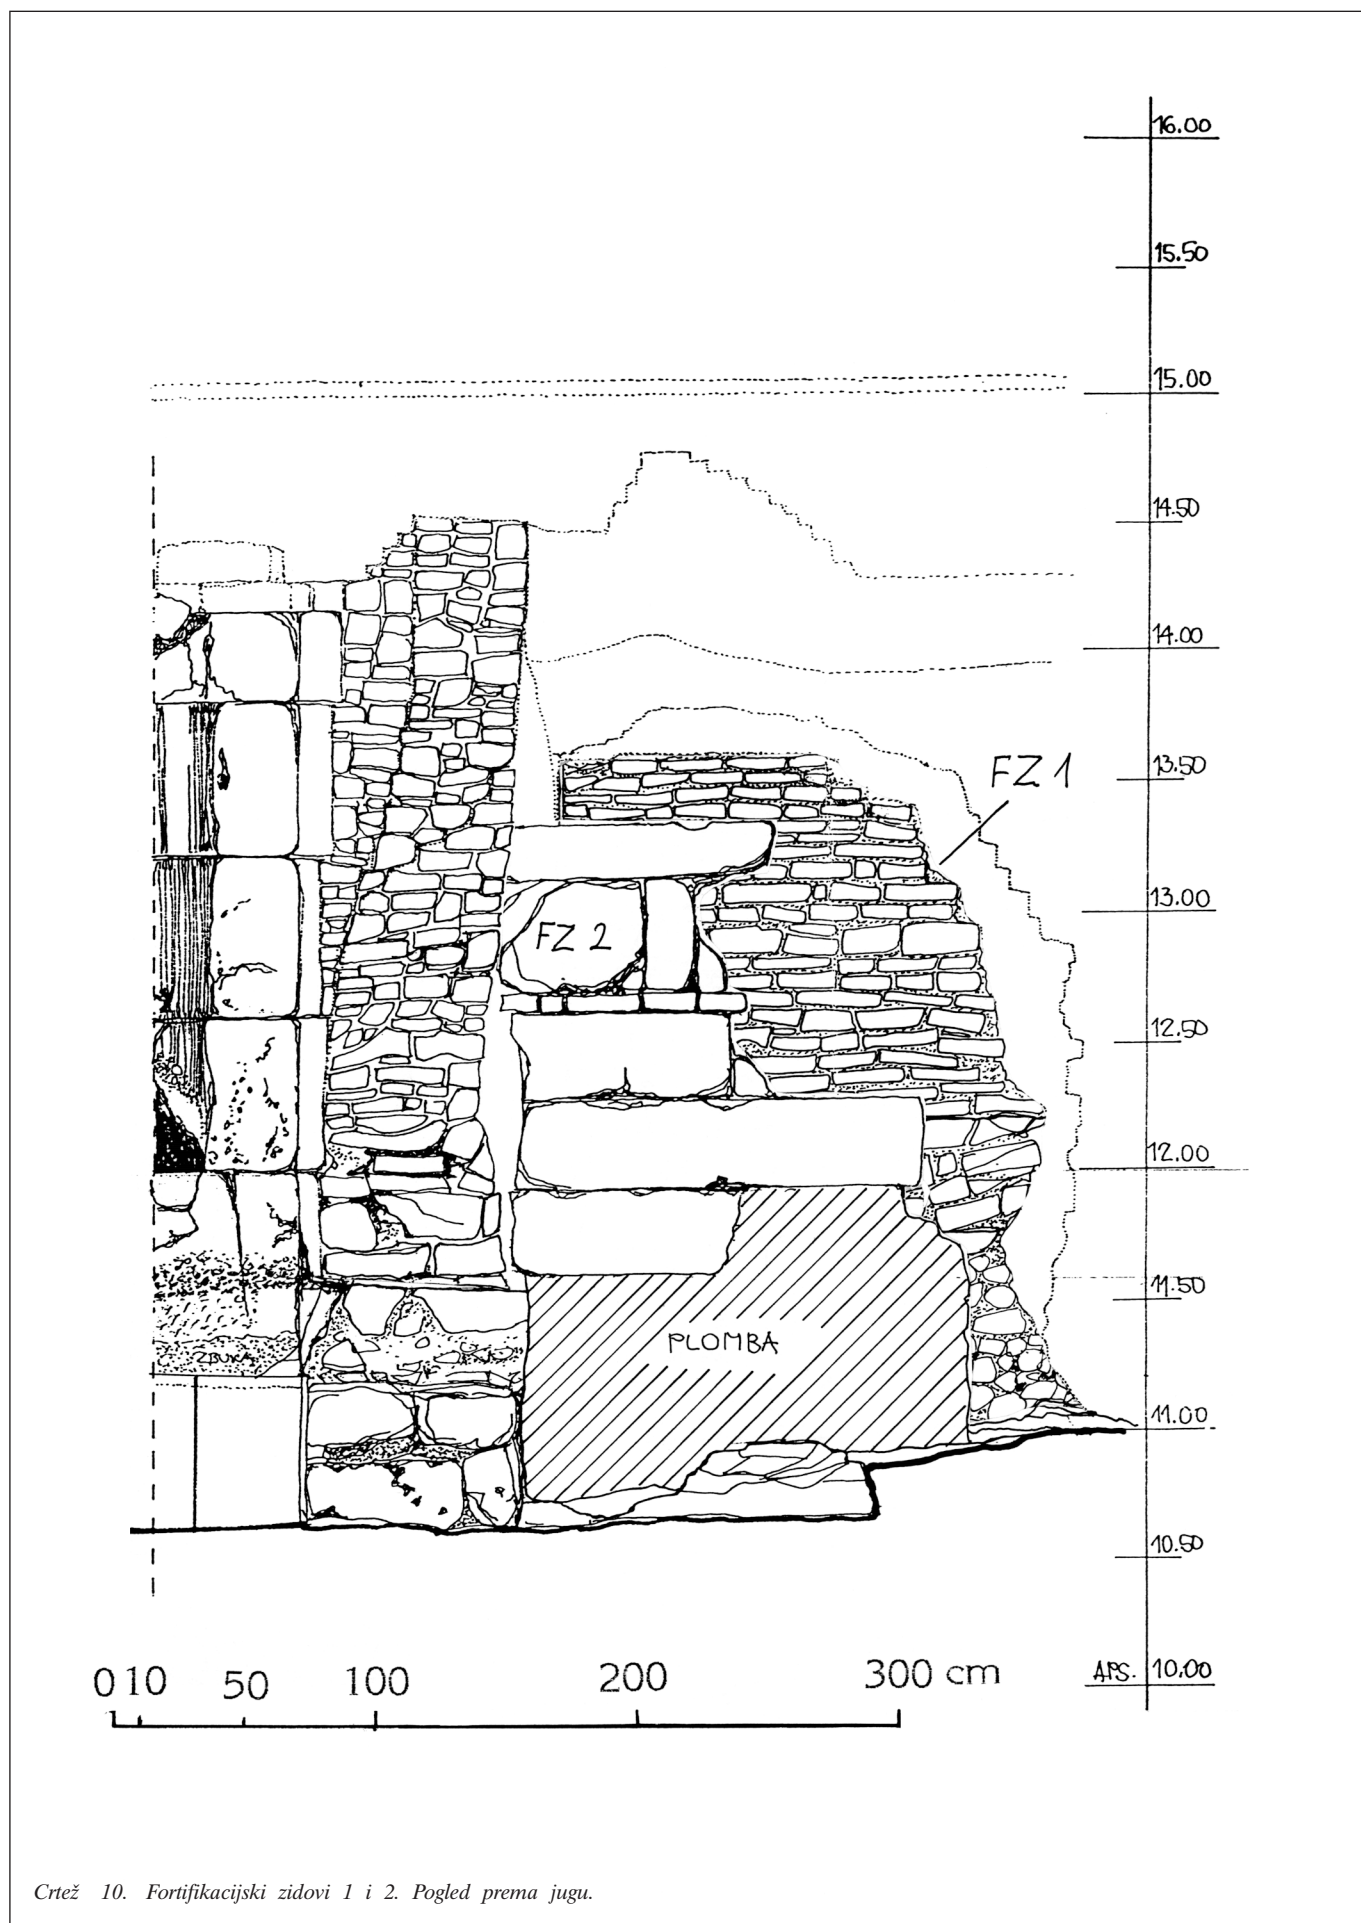 16.00
15.50
15.00
14.50
14.00
13.50
FZ 1
13.00
FZ 2
12.50
12.00
11.50
PLOMBA
ZBUKA
11.00
10.50
0 10 50 100 200 300 cm
APS. 10.00
Crtež 10. Fortifikacijski zidovi 1 i 2. Pogled prema jugu.